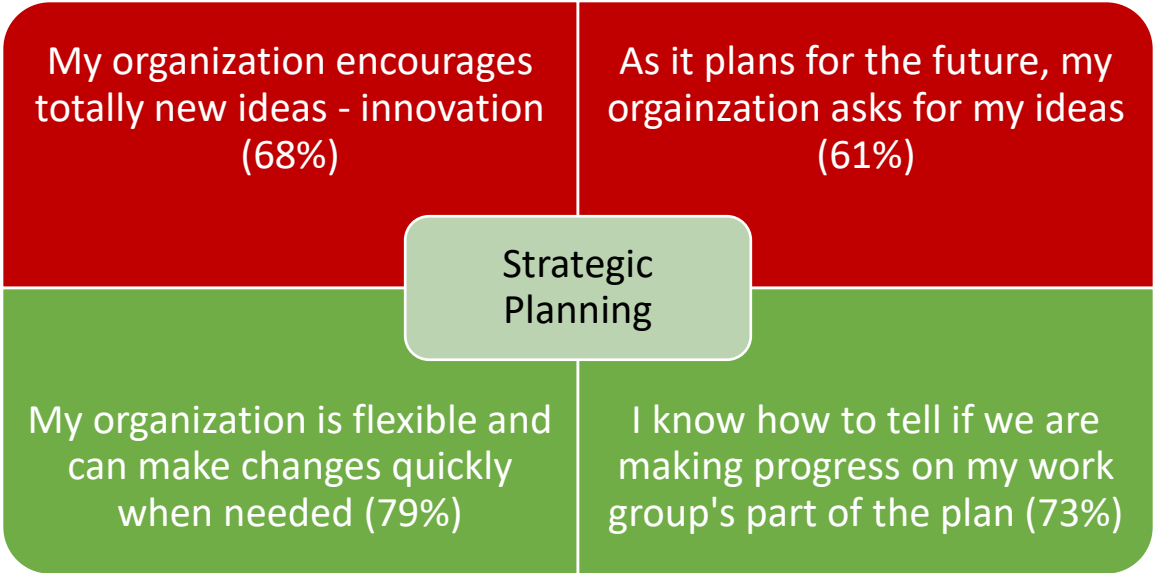 My organization encourages
totally new ideas - innovation
(68%)
As it plans for the future, my
orgainzation asks for my ideas
(61%)
Strategic
Planning
My organization is flexible and
can make changes quickly
when needed (79%)
I know how to tell if we are
making progress on my work
group's part of the plan (73%)